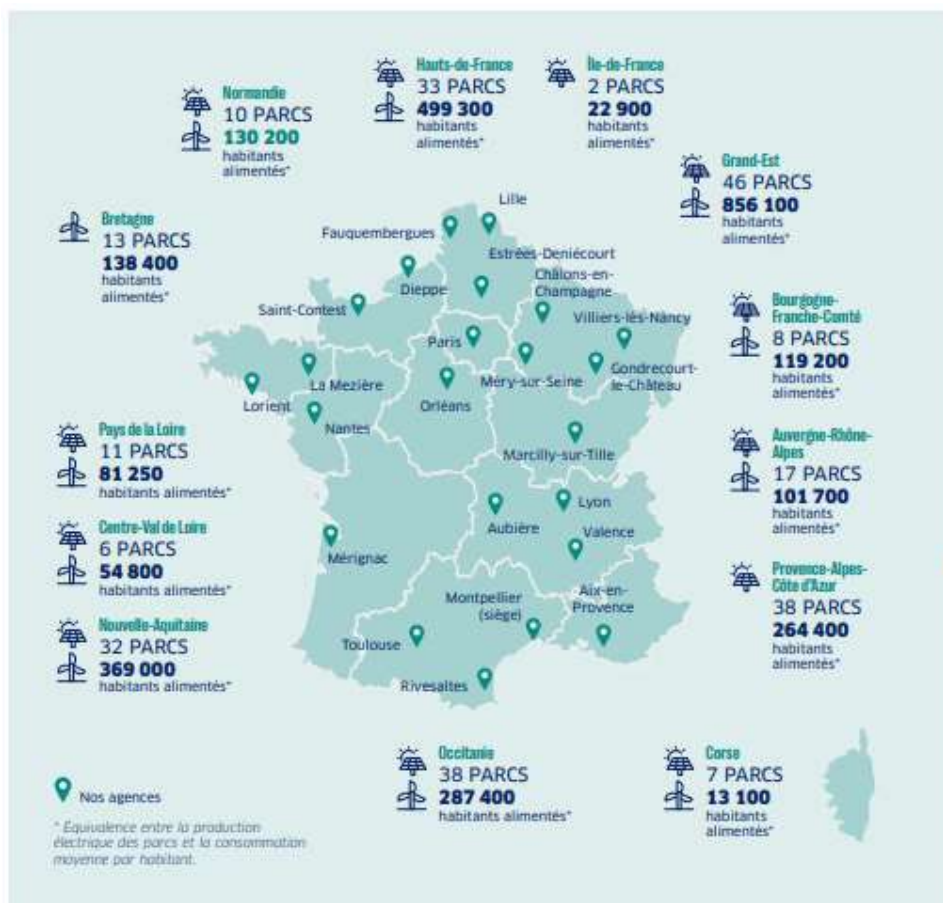 Hauts-de-France
33 PARCS
499 300
habitants
alimentés*
Île-de-France
2 PARCS
22 900
habitants
alimentés*
Normandie
10 PARCS
130 200
habitants
alimentés*
Grand-Est
46 PARCS
856 100
habitants
alimentés*
Bretagne
13 PARCS
138 400
habitants
alimentés*
Lille
Fauquembergues
Estrées-Deniécourt
Dieppe
Châlons-en-
Champagne
Saint-Contest
Villiers-lès-Nancy
Paris
La Mezière
Méry-sur-Seine
Gondrecourt-
le-Château
Lorient
Orléans
Nantes
Marcilly-sur-Tille
Bourgogne-
Franche-Comté
8 PARCS
119 200
habitants
alimentés*
Pays de la Loire
11 PARCS
81 250
habitants alimentés*
Auvergne-Rhône-
Alpes
17 PARCS
101 700
habitants
alimentés*
Lyon
Aubière
Valence
Centre-Val de Loire
6 PARCS
54 800
habitants alimentés*
Mérignac
Provence-Alpes-
Côte d'Azur
38 PARCS
264 400
habitants
alimentés*
Aix-en-
Provence
Montpellier
(siège)
Nouvelle-Aquitaine
32 PARCS
369 000
habitants alimentés*
Toulouse
Rivesaltes
Occitanie
38 PARCS
287 400
habitants alimentés*
Corse
7 PARCS
13 100
habitants
alimentés*
Nos agences
* Equivalence entre la production
électrique des parcs et la consommation
moyenne par habitant.